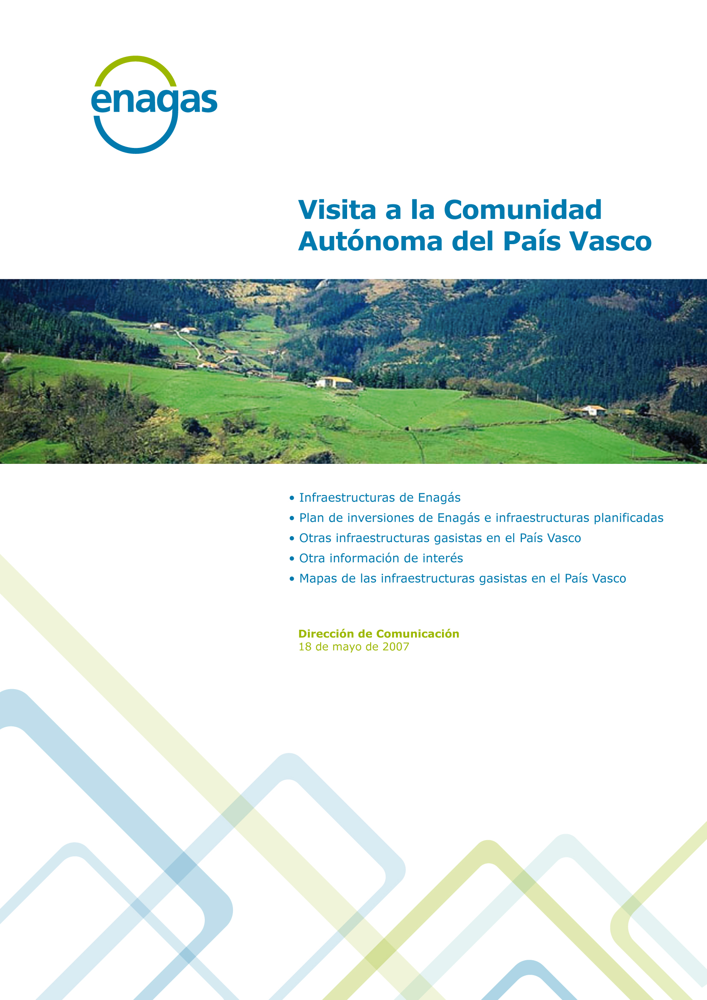 enagas
Visita a la Comunidad
Autónoma del País Vasco
• Infraestructuras de Enagás
• Plan de inversiones de Enagás e infraestructuras planificadas
• Otras infraestructuras gasistas en el País Vasco
• Otra información de interés
• Mapas de las infraestructuras gasistas en el País Vasco
Dirección de Comunicación
18 de mayo de 2007